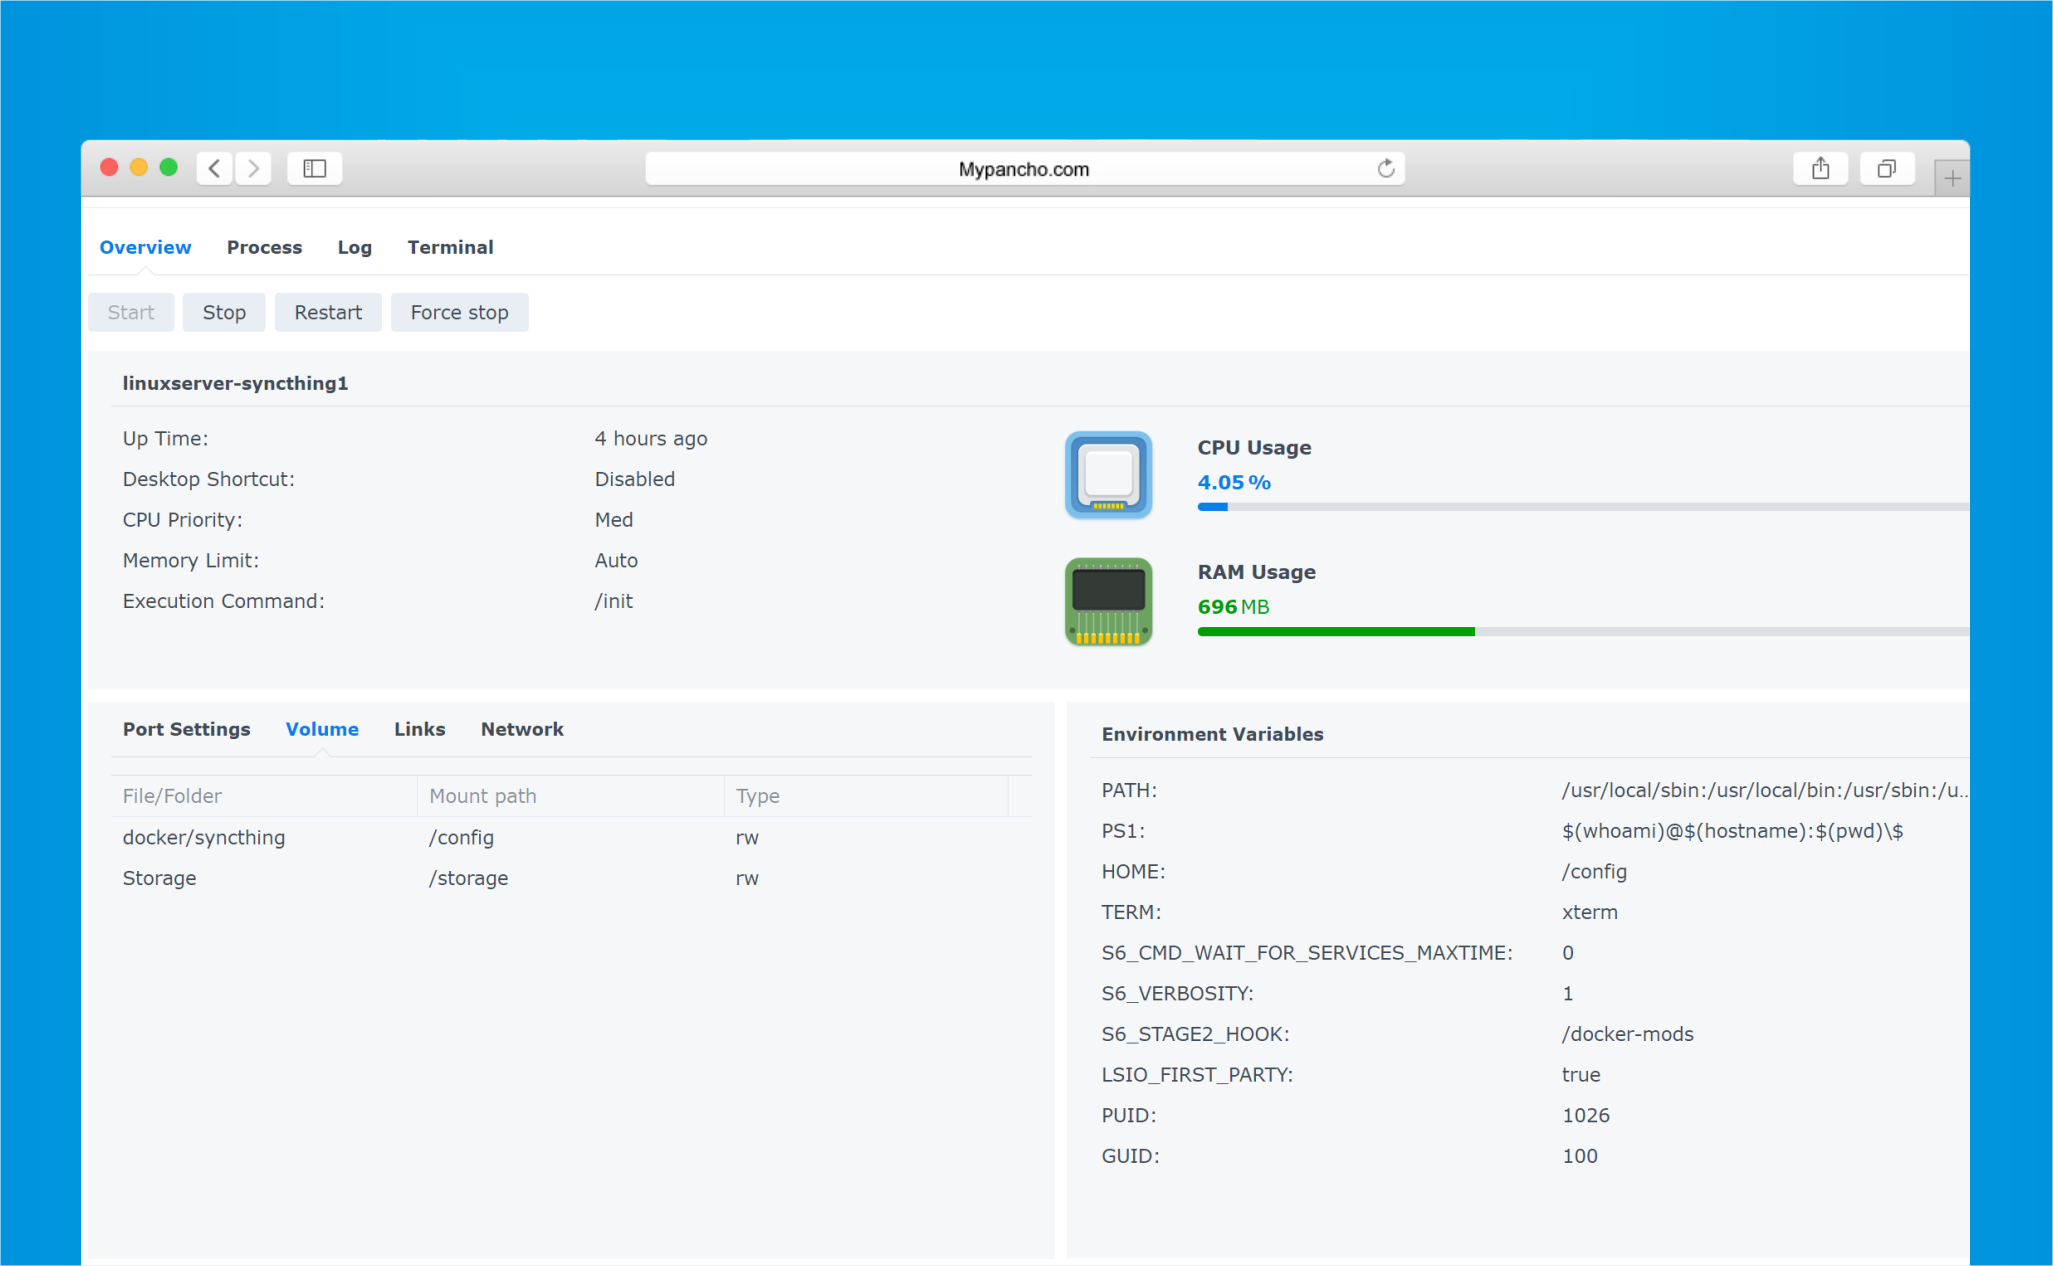 Mypancho.com
Overview Process Log Terminal
Start Stop Restart Force stop
linuxserver-syncthing1
Up Time: 4 hours ago
Desktop Shortcut: Disabled
CPU Priority: Med
Memory Limit: Auto
Execution Command: /init
CPU Usage
4.05 %
RAM Usage
696 MB
Port Settings Volume Links Network
File/Folder Mount path Type
docker/syncthing /config rw
Storage /storage rw
Environment Variables
PATH: /usr/local/sbin:/usr/local/bin:/usr/sbin:/u...
PS1: $(whoami)@$(hostname):$(pwd)\$
HOME: /config
TERM: xterm
S6_CMD_WAIT_FOR_SERVICES_MAXTIME: 0
S6_VERBOSITY: 1
S6_STAGE2_HOOK: /docker-mods
LSIO_FIRST_PARTY: true
PUID: 1026
GUID: 100